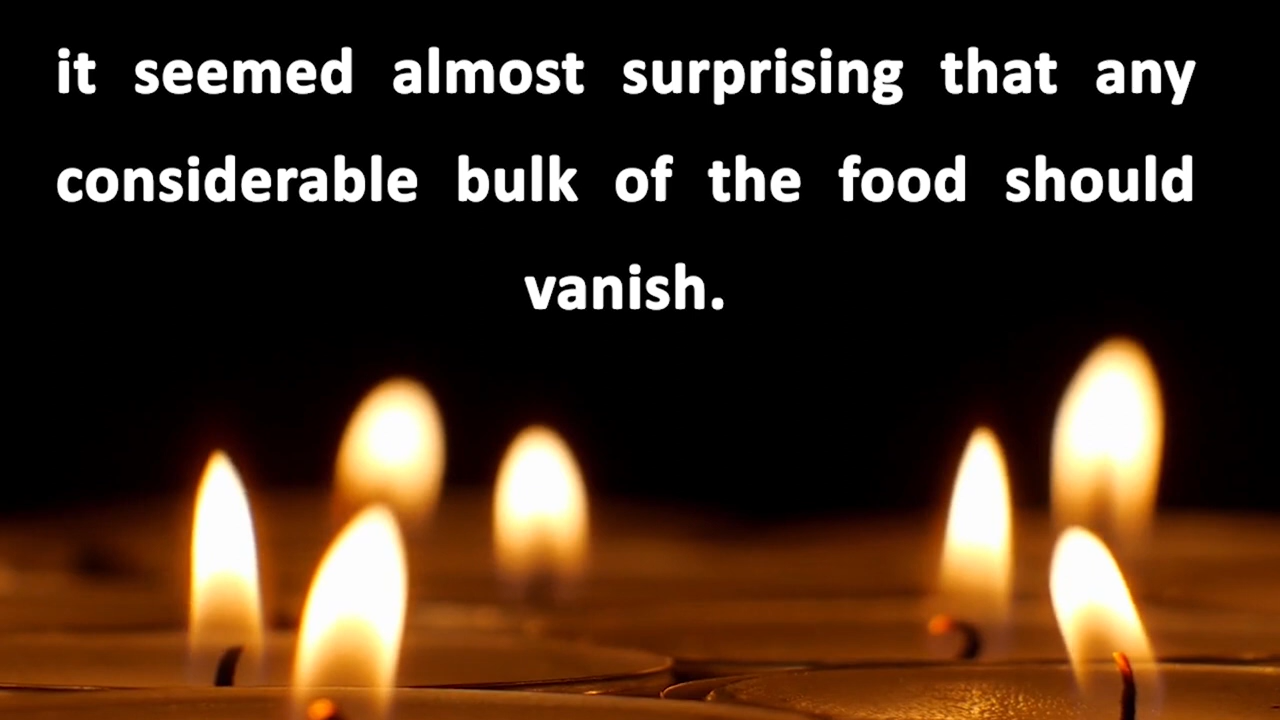 it seemed almost surprising that any
considerable bulk of the food should
vanish.